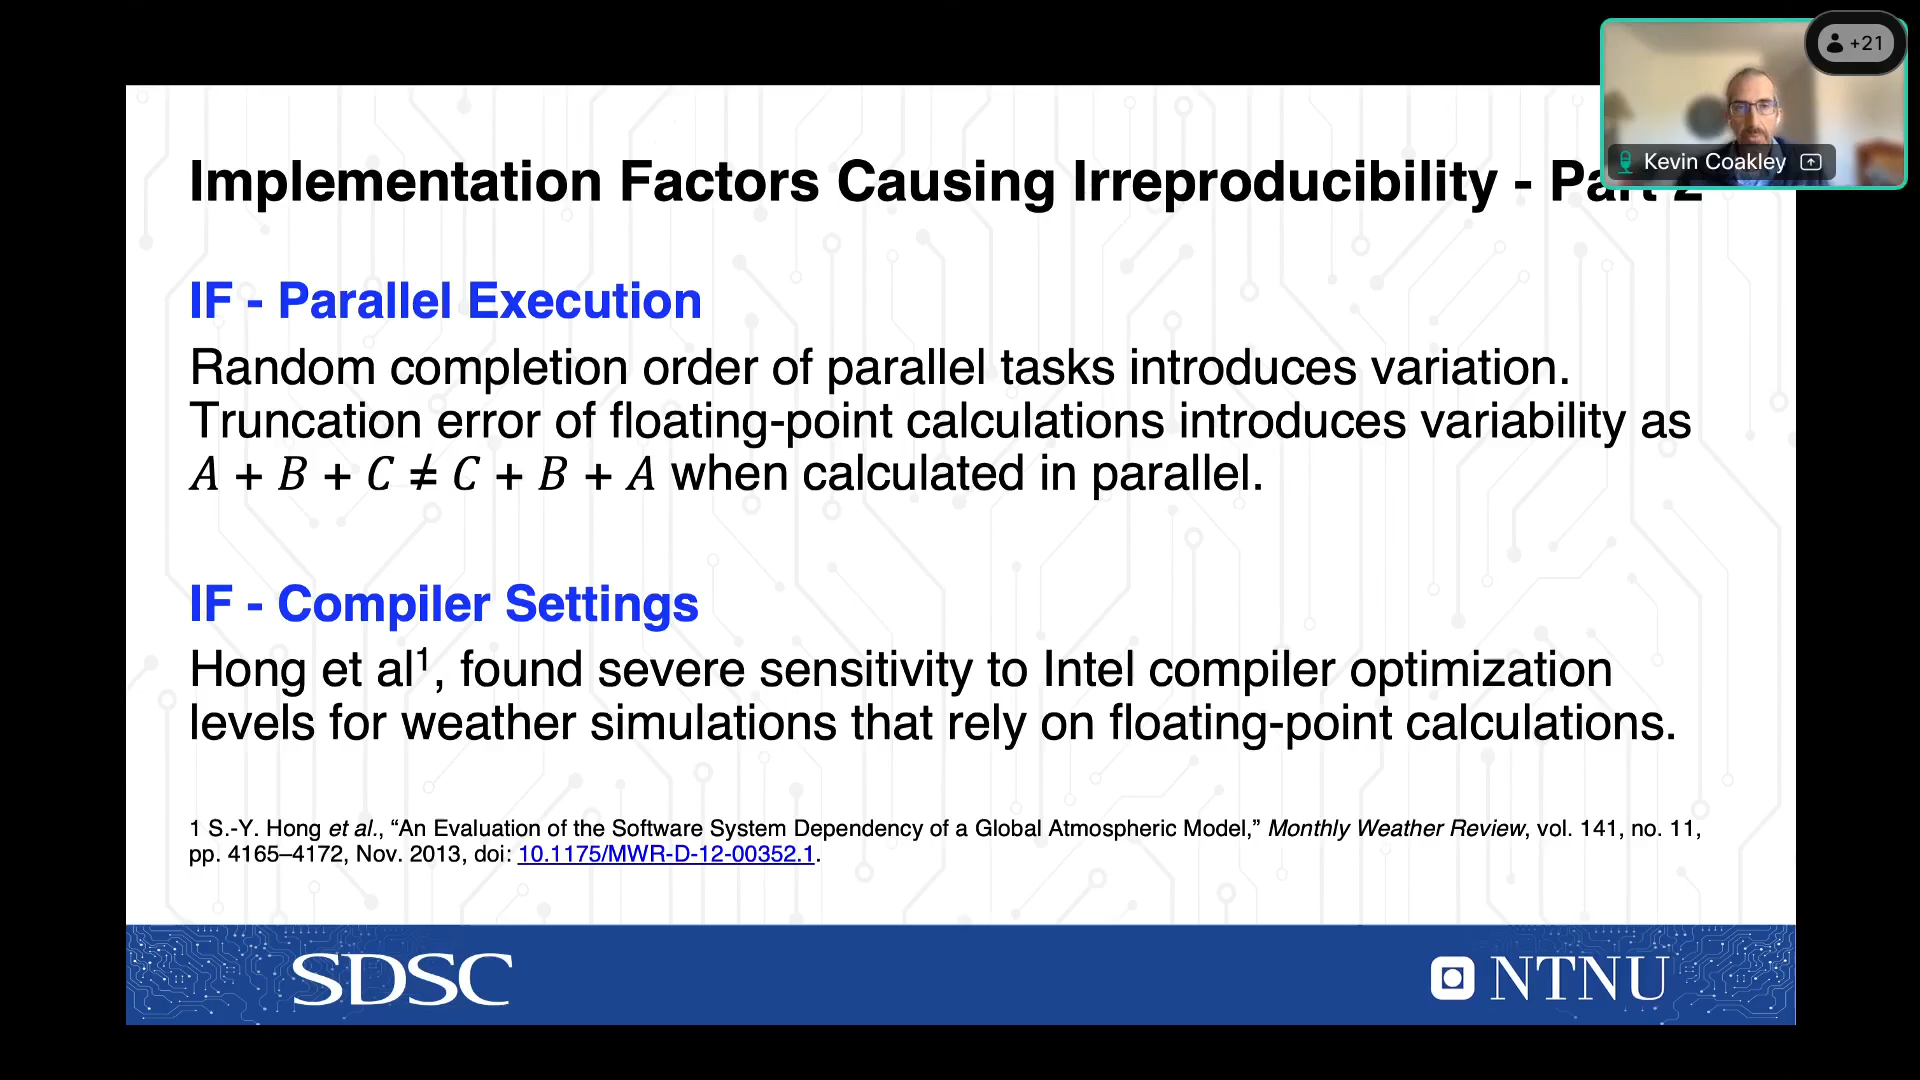 +21
Kevin Coakley
Implementation Factors Causing Irreproducibility - Part 2
IF - Parallel Execution
Random completion order of parallel tasks introduces variation.
Truncation error of floating-point calculations introduces variability as
A + B + C ≠ C + B + A when calculated in parallel.
IF - Compiler Settings
Hong et al¹, found severe sensitivity to Intel compiler optimization
levels for weather simulations that rely on floating-point calculations.
1 S.-Y. Hong et al., “An Evaluation of the Software System Dependency of a Global Atmospheric Model,” Monthly Weather Review, vol. 141, no. 11,
pp. 4165–4172, Nov. 2013, doi: 10.1175/MWR-D-12-00352.1.
SDSC
NTNU